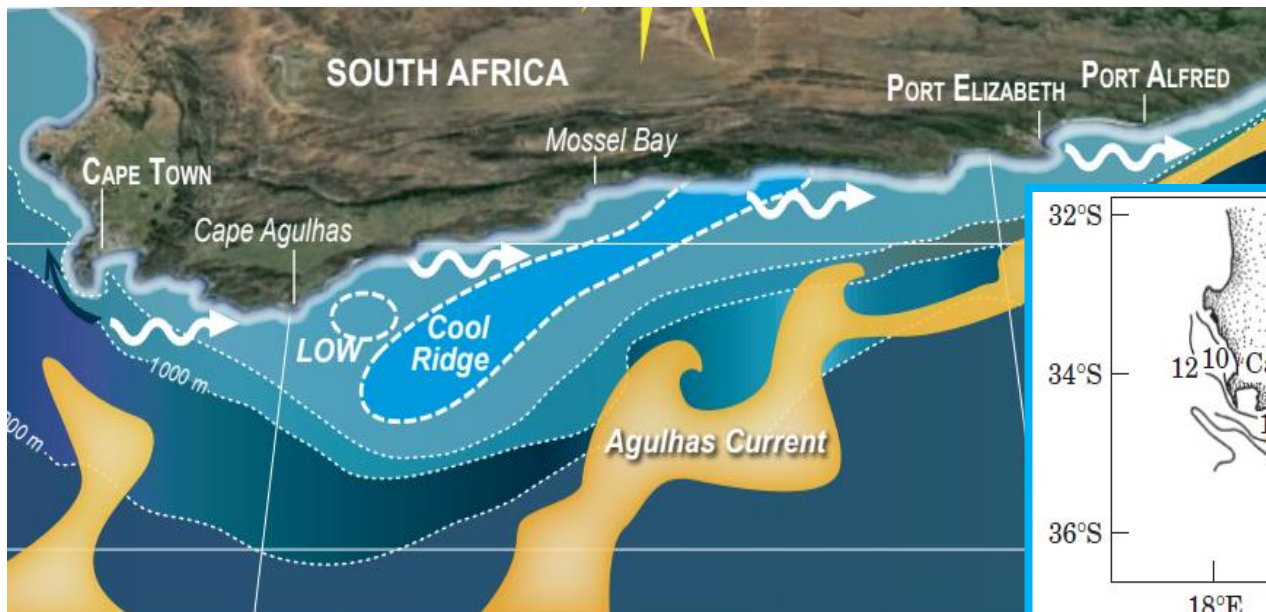 SOUTH AFRICA
PORT ELIZABETH
PORT ALFRED
Mossel Bay
CAPE TOWN
Cape Agulhas
LOW
Cool
Ridge
1000 m
Agulhas Current
32°S
34°S
36°S
12 10
18°E